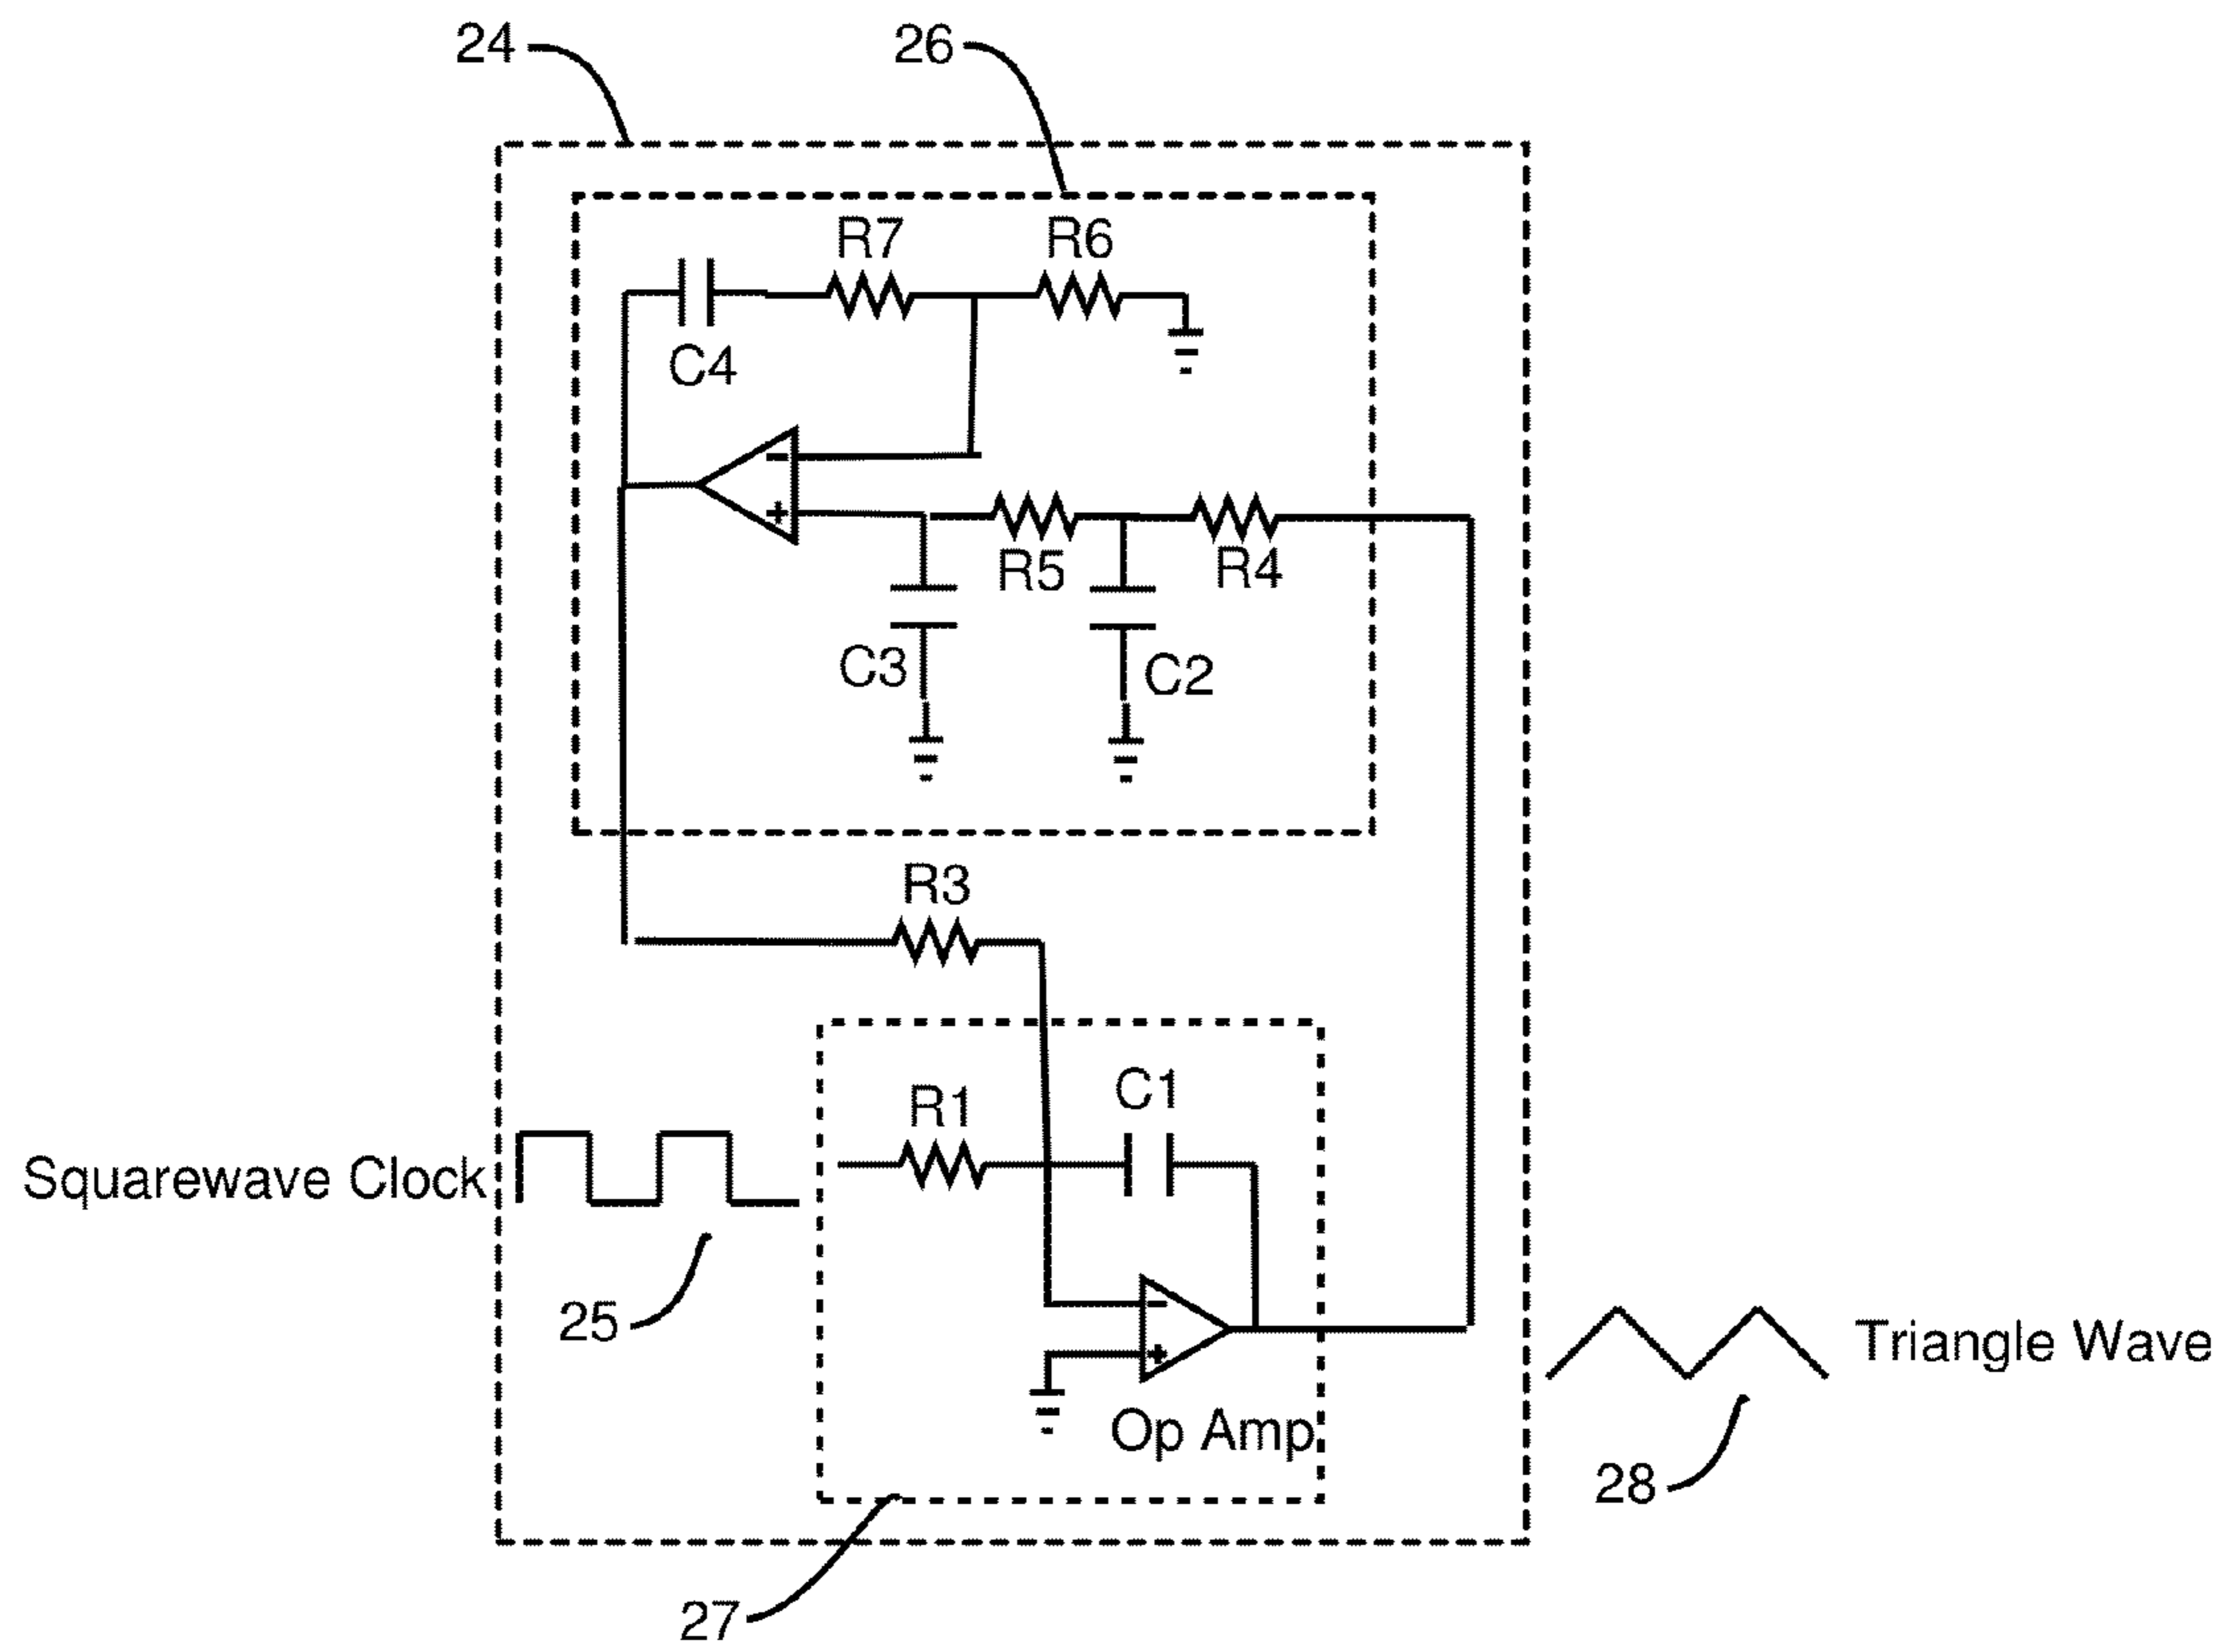 24
26
R7
R6
C4
R5
R4
C3
C2
R3
R1
C1
Squarewave Clock
25
Op Amp
Triangle Wave
28
27